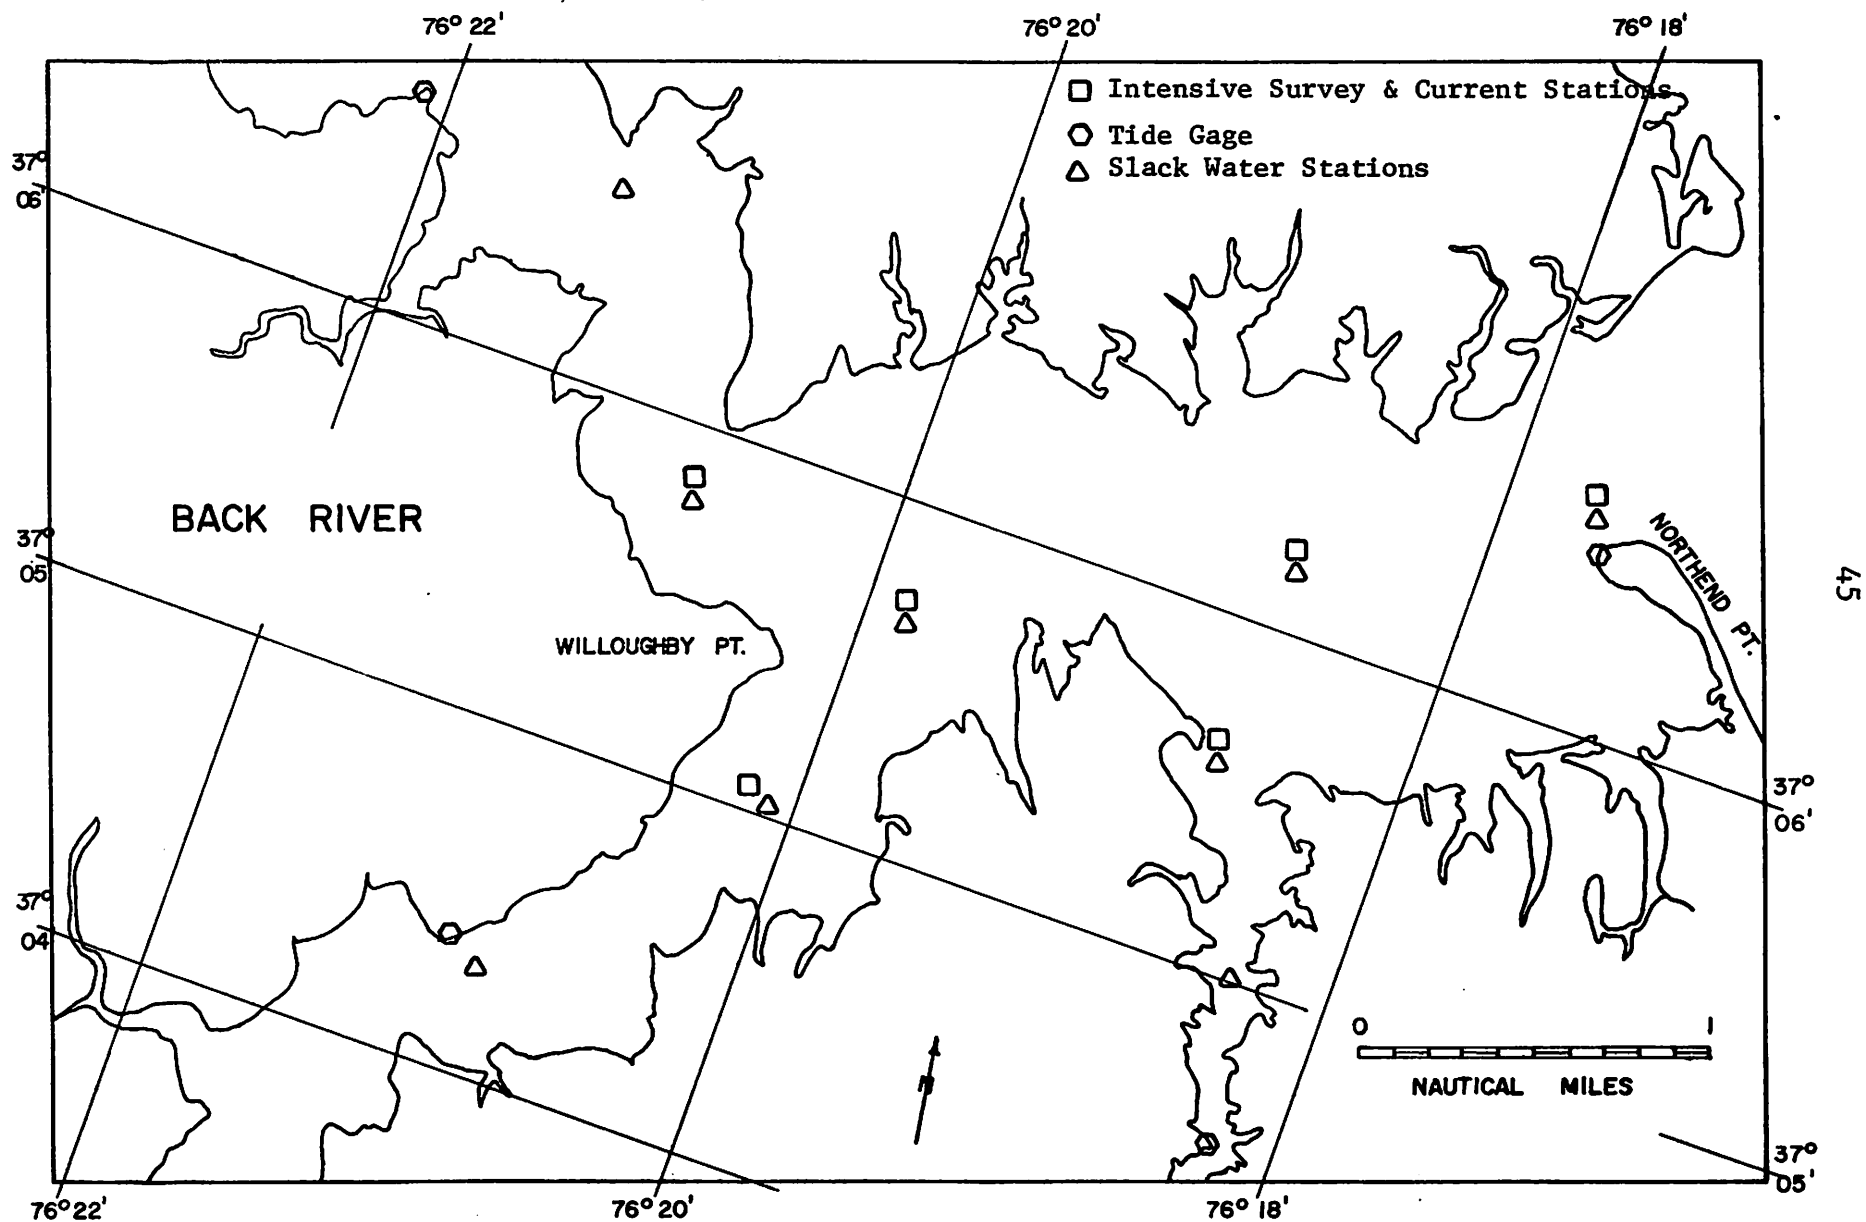 76° 22'
76° 20'
76° 18'
Intensive Survey & Current Stations
Tide Gage
Slack Water Stations
37°
06'
BACK RIVER
NORTHEND PT.
37°
05'
45
WILLOUGHBY PT.
37°
06'
37°
04'
0 1
NAUTICAL MILES
N
37°
05'
76° 22'
76° 20'
76° 18'